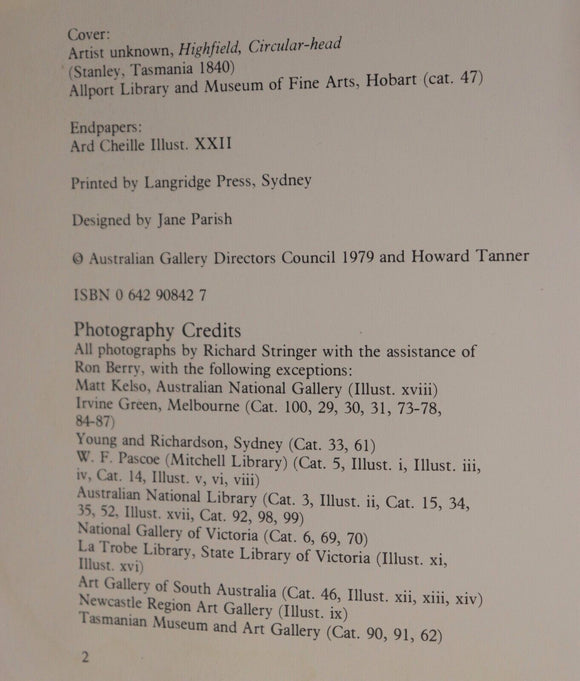 Cover:
Artist unknown, Highfield, Circular-head
(Stanley, Tasmania 1840)
Allport Library and Museum of Fine Arts, Hobart (cat. 47)
Endpapers:
Ard Cheille Illust. XXII
Printed by Langridge Press, Sydney
Designed by Jane Parish
© Australian Gallery Directors Council 1979 and Howard Tanner
ISBN 0 642 90842 7
Photography Credits
All photographs by Richard Stringer with the assistance of
Ron Berry, with the following exceptions:
Matt Kelso, Australian National Gallery (Illust. xviii)
Irvine Green, Melbourne (Cat. 100, 29, 30, 31, 73-78,
84-87)
Young and Richardson, Sydney (Cat. 33, 61)
W. F. Pascoe (Mitchell Library) (Cat. 5, Illust. i, Illust. iii,
iv, Cat. 14, Illust. v, vi, viii)
Australian National Library (Cat. 3, Illust. ii, Cat. 15, 34,
35, 52, Illust. xvii, Cat. 92, 98, 99)
National Gallery of Victoria (Cat. 6, 69, 70)
La Trobe Library, State Library of Victoria (Illust. xi,
Illust. xvi)
Art Gallery of South Australia (Cat. 46, Illust. xii, xiii, xiv)
Newcastle Region Art Gallery (Illust. ix)
Tasmanian Museum and Art Gallery (Cat. 90, 91, 62)
2